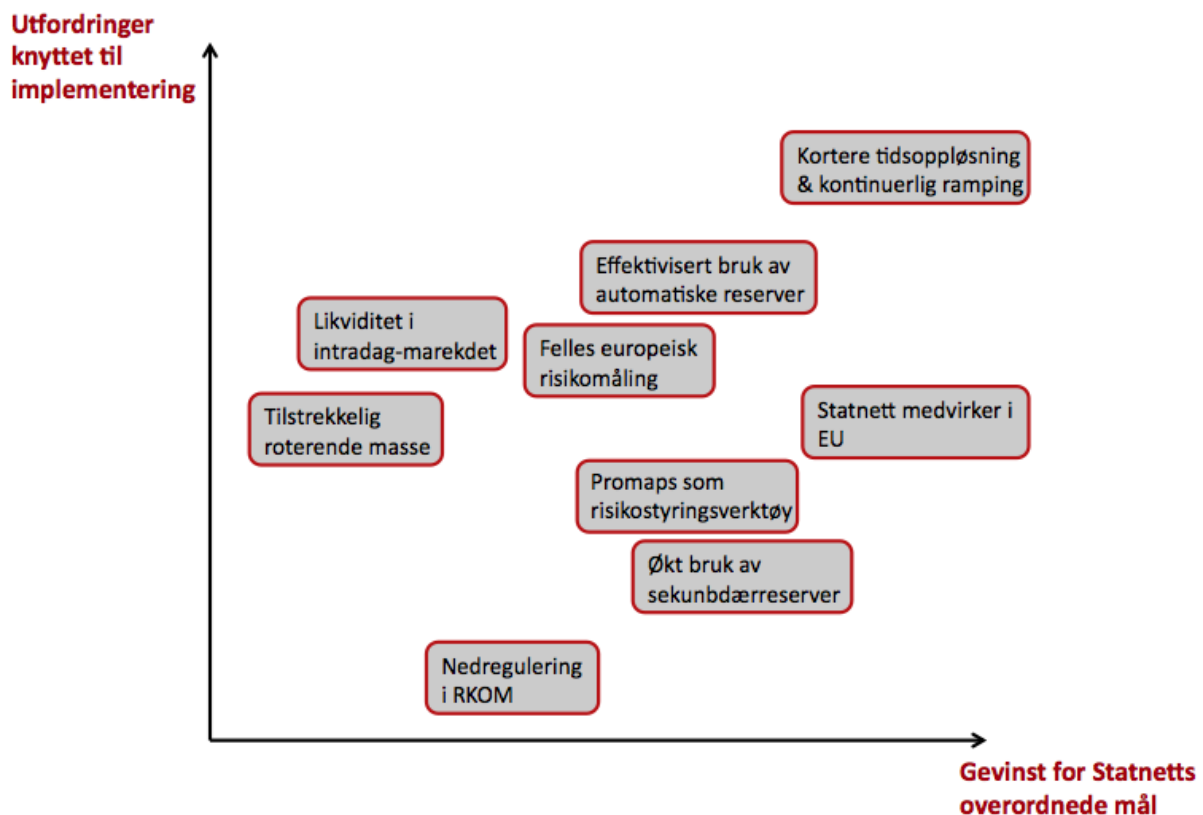 Utfordringer
knyttet til
implementering
Kortere tidsoppløsning
& kontinuerlig ramping
Effektivisert bruk av
automatiske reserver
Likviditet i
intradag-marekdet
Felles europeisk
risikomåling
Tilstrekkelig
roterende masse
Statnett medvirker i
EU
Promaps som
risikostyringsverktøy
Økt bruk av
sekunbdærreserver
Nedregulering
i RKOM
Gevinst for Statnetts
overordnede mål